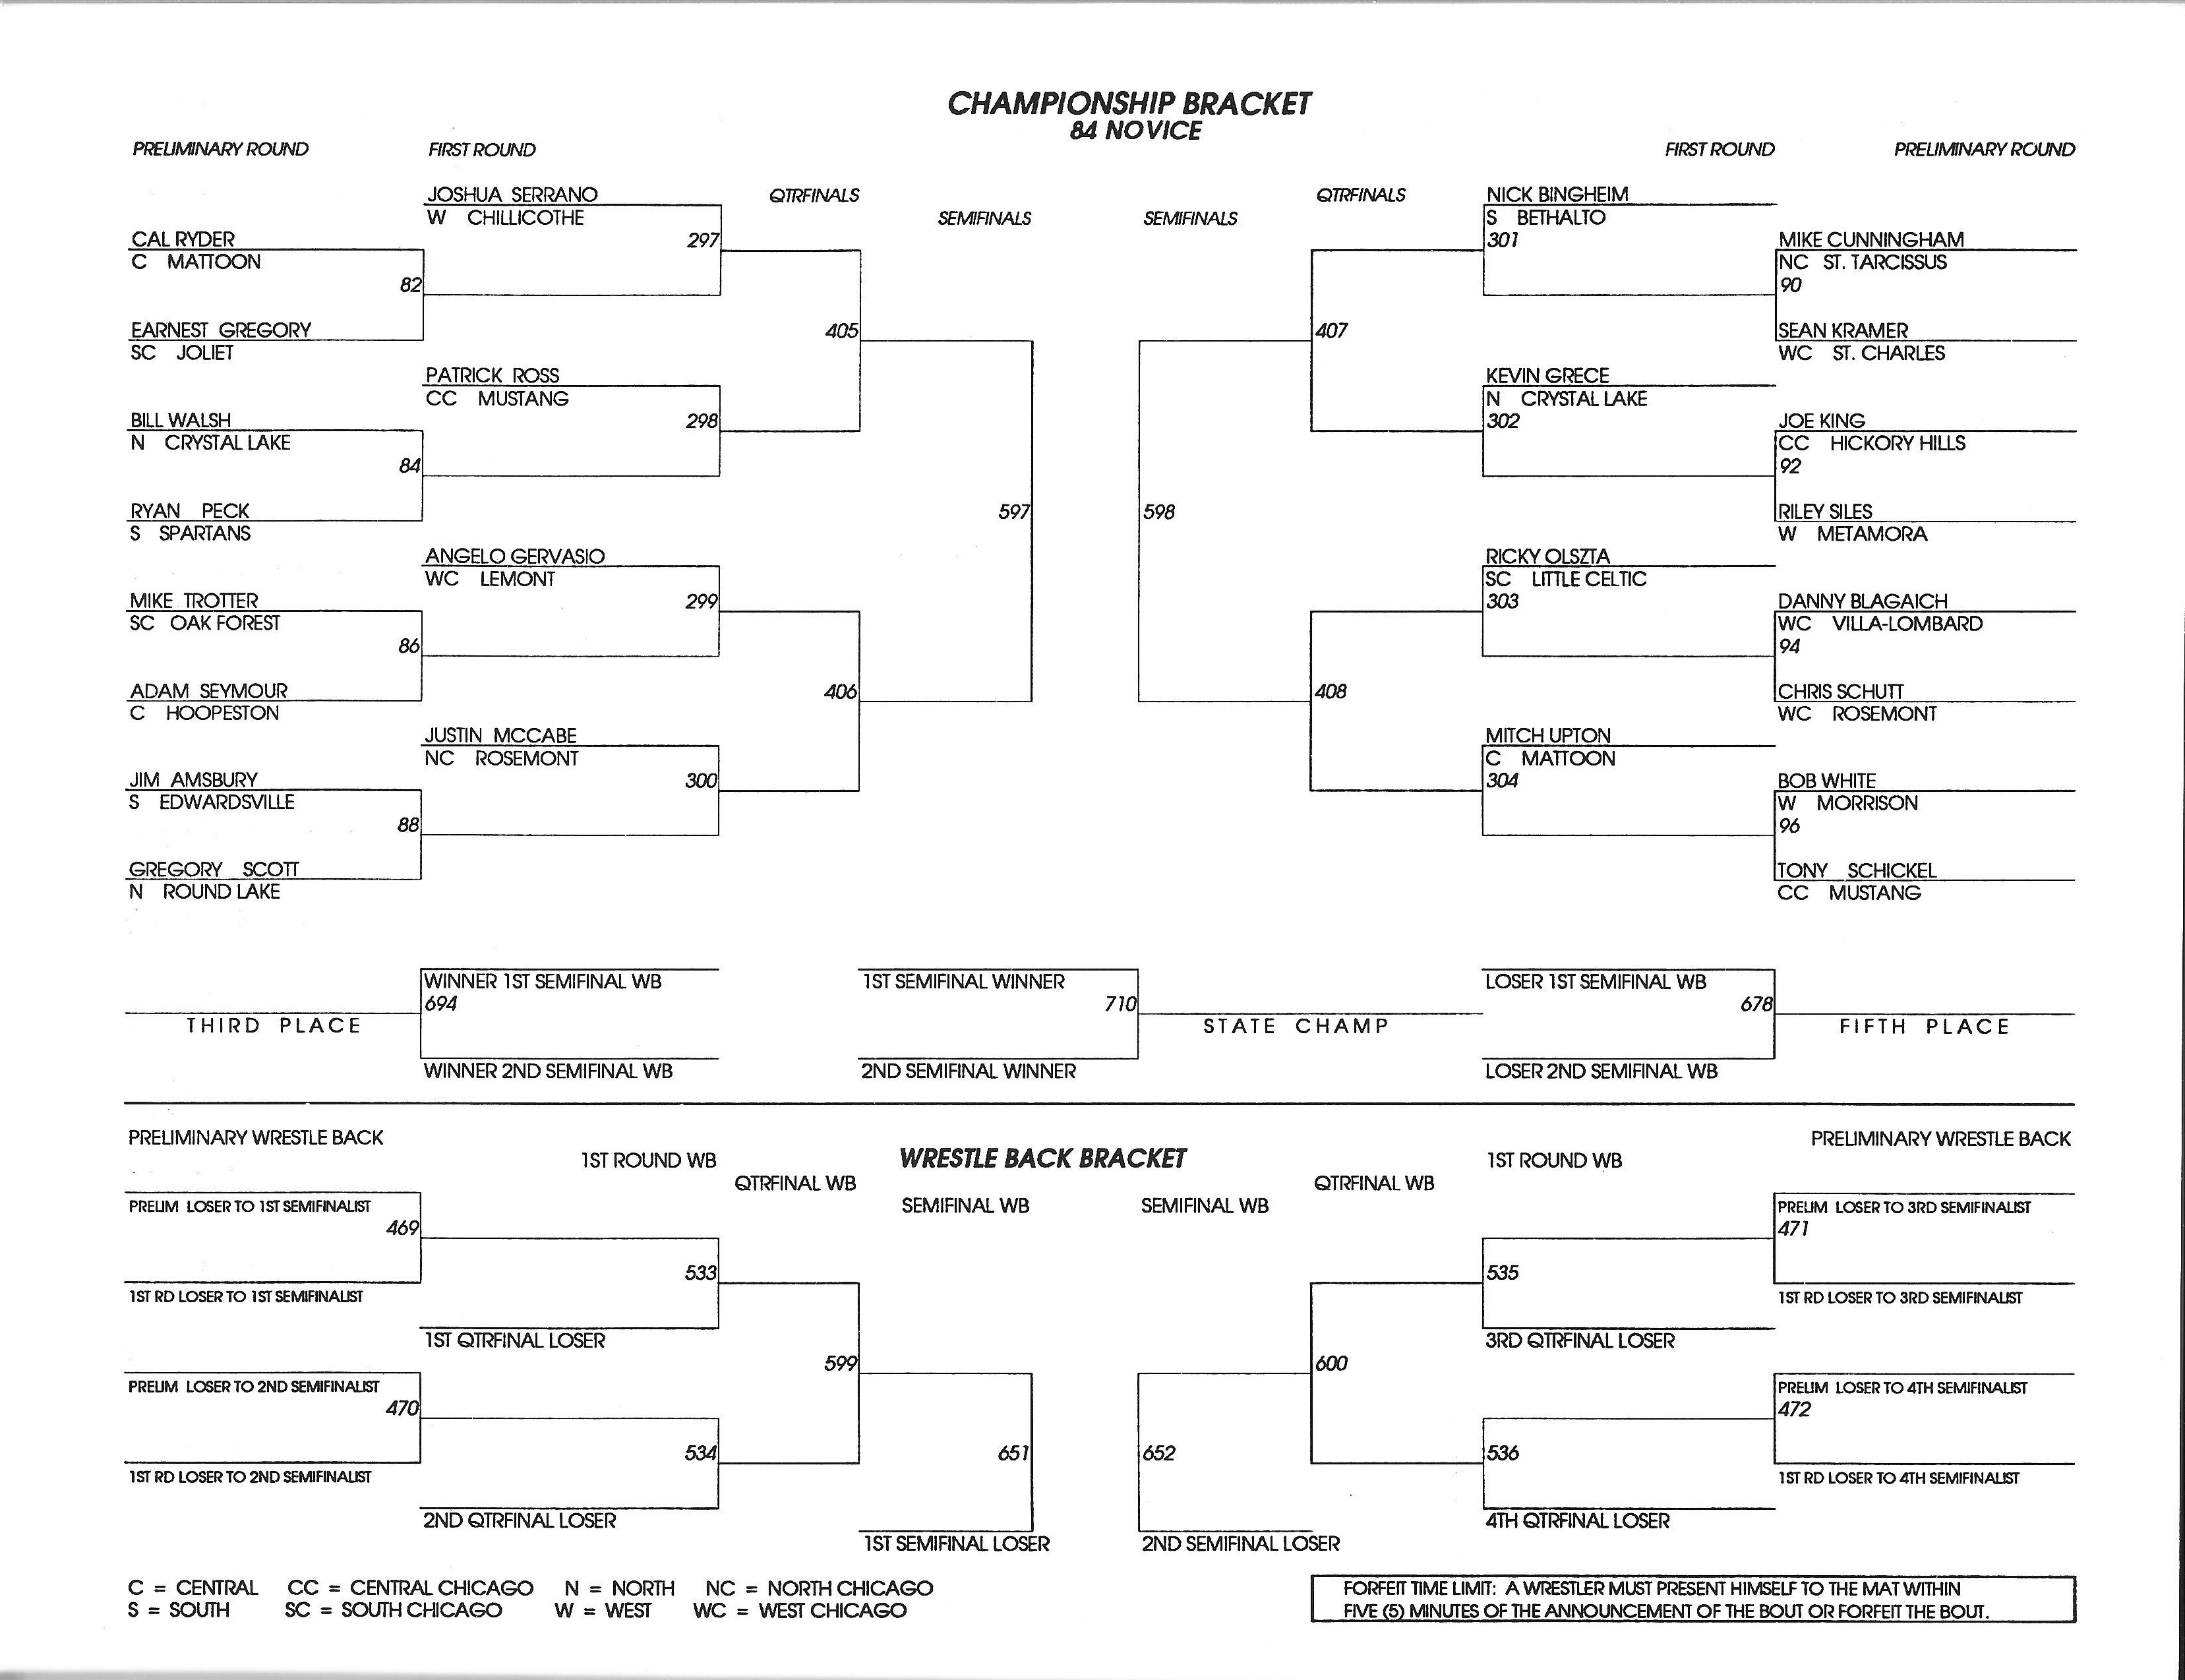 CHAMPIONSHIP BRACKET
84 NOVICE
PRELIMINARY ROUND
FIRST ROUND
QTRFINALS
SEMIFINALS
SEMIFINALS
QTRFINALS
FIRST ROUND
PRELIMINARY ROUND
CAL RYDER
C MATTOON
82
EARNEST GREGORY
SC JOLIET
BILL WALSH
N CRYSTAL LAKE
84
RYAN PECK
S SPARTANS
MIKE TROTTER
SC OAK FOREST
86
ADAM SEYMOUR
C HOOPESTON
JIM AMSBURY
S EDWARDSVILLE
88
GREGORY SCOTT
N ROUND LAKE
JOSHUA SERRANO
W CHILLICOTHE
297
PATRICK ROSS
CC MUSTANG
298
ANGELO GERVASIO
WC LEMONT
299
JUSTIN MCCABE
NC ROSEMONT
300
405
406
597
598
407
408
NICK BINGHEIM
S BETHALTO
301
KEVIN GRECE
N CRYSTAL LAKE
302
RICKY OLSZTA
SC LITTLE CELTIC
303
MITCH UPTON
C MATTOON
304
MIKE CUNNINGHAM
NC ST. TARCISSUS
90
SEAN KRAMER
WC ST. CHARLES
JOE KING
CC HICKORY HILLS
92
RILEY SILES
W METAMORA
DANNY BLAGAICH
WC VILLA-LOMBARD
94
CHRIS SCHUTT
WC ROSEMONT
BOB WHITE
W MORRISON
96
TONY SCHICKEL
CC MUSTANG
WINNER 1ST SEMIFINAL WB
694
THIRD PLACE
WINNER 2ND SEMIFINAL WB
1ST SEMIFINAL WINNER
710
STATE CHAMP
2ND SEMIFINAL WINNER
LOSER 1ST SEMIFINAL WB
678
FIFTH PLACE
LOSER 2ND SEMIFINAL WB
PRELIMINARY WRESTLE BACK
1ST ROUND WB
QTRFINAL WB
WRESTLE BACK BRACKET
SEMIFINAL WB
SEMIFINAL WB
QTRFINAL WB
1ST ROUND WB
PRELIMINARY WRESTLE BACK
PRELIM LOSER TO 1ST SEMIFINALIST
469
1ST RD LOSER TO 1ST SEMIFINALIST
PRELIM LOSER TO 2ND SEMIFINALIST
470
1ST RD LOSER TO 2ND SEMIFINALIST
533
1ST QTRFINAL LOSER
534
2ND QTRFINAL LOSER
599
651
1ST SEMIFINAL LOSER
652
2ND SEMIFINAL LOSER
600
535
3RD QTRFINAL LOSER
536
4TH QTRFINAL LOSER
PRELIM LOSER TO 3RD SEMIFINALIST
471
1ST RD LOSER TO 3RD SEMIFINALIST
PRELIM LOSER TO 4TH SEMIFINALIST
472
1ST RD LOSER TO 4TH SEMIFINALIST
C = CENTRAL CC = CENTRAL CHICAGO N = NORTH NC = NORTH CHICAGO
S = SOUTH SC = SOUTH CHICAGO W = WEST WC = WEST CHICAGO
FORFEIT TIME LIMIT: A WRESTLER MUST PRESENT HIMSELF TO THE MAT WITHIN
FIVE (5) MINUTES OF THE ANNOUNCEMENT OF THE BOUT OR FORFEIT THE BOUT.